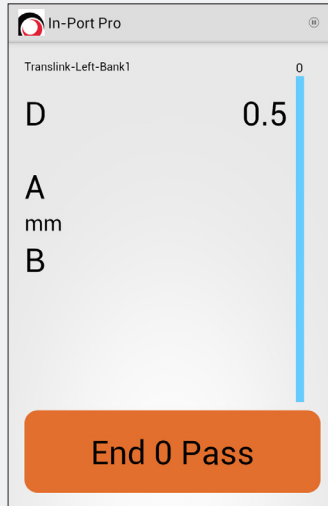 In-Port Pro
Translink-Left-Bank1
0
D 0.5
A
mm
B
End 0 Pass